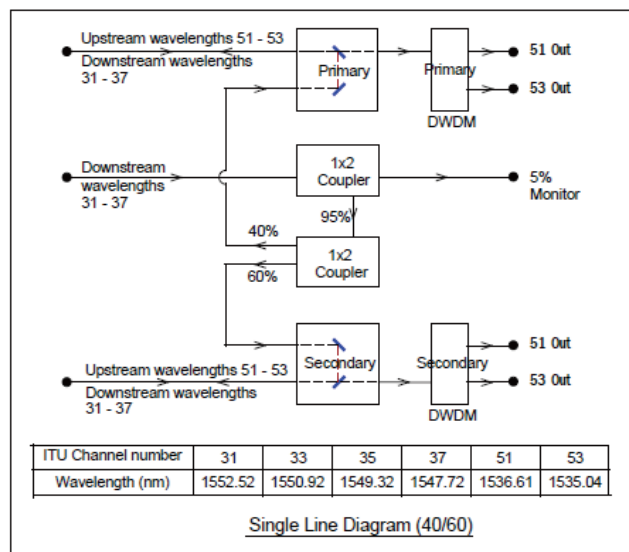 Upstream wavelengths 51 - 53
Downstream wavelengths
31 - 37
Primary
Primary
DWDM
51 Out
53 Out
Downstream
wavelengths
31 - 37
1x2
Coupler
5%
Monitor
95%
40%
60%
1x2
Coupler
Secondary
Secondary
DWDM
51 Out
53 Out
Upstream wavelengths 51 - 53
Downstream wavelengths
31 - 37
ITU Channel number 31 33 35 37 51 53
Wavelength (nm) 1552.52 1550.92 1549.32 1547.72 1536.61 1535.04
Single Line Diagram (40/60)